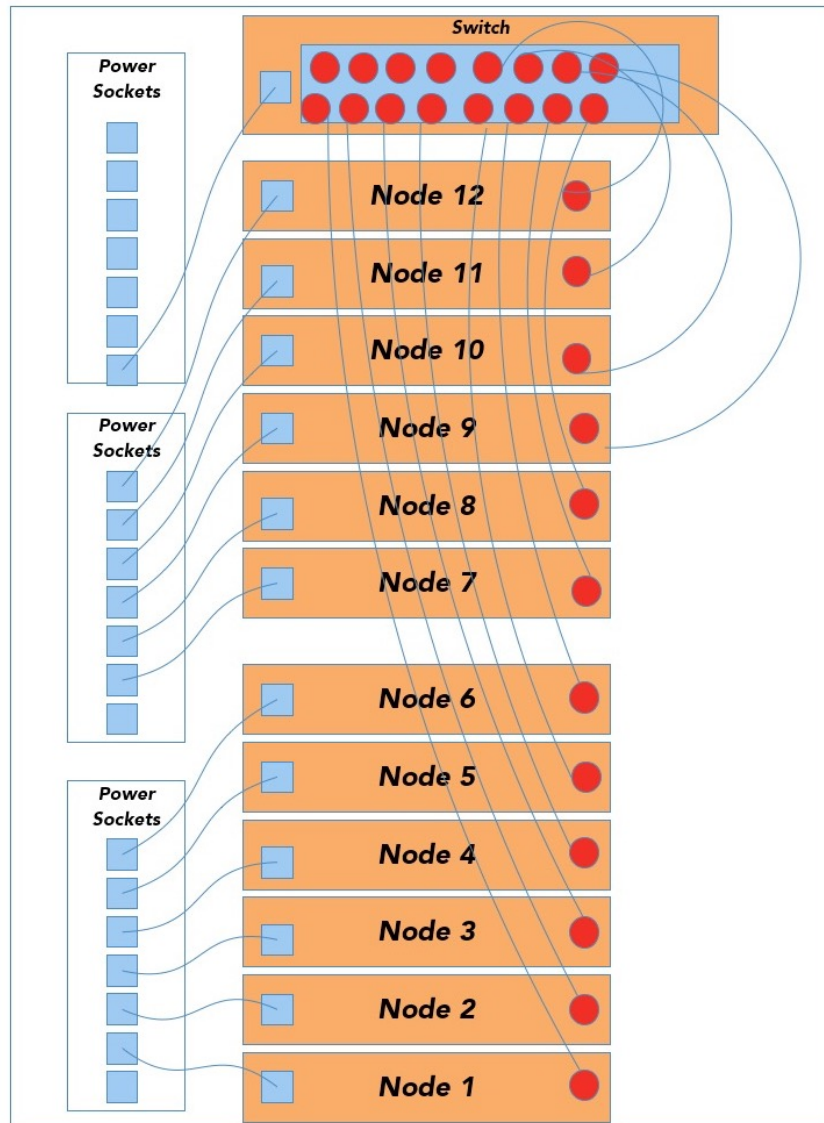 Switch
Power
Sockets
Node 12
Node 11
Node 10
Power
Sockets
Node 9
Node 8
Node 7
Node 6
Node 5
Power
Sockets
Node 4
Node 3
Node 2
Node 1